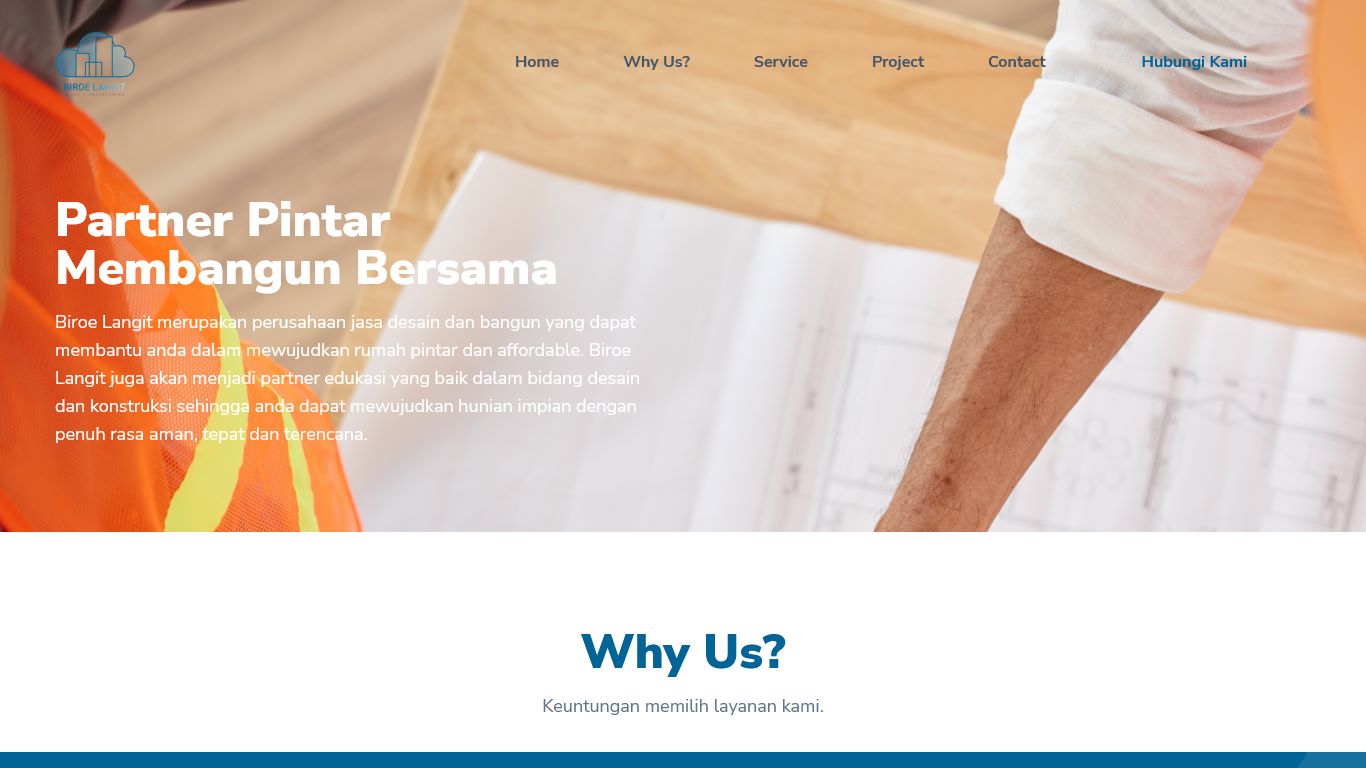 BIROE LANGIT
Home
Why Us?
Service
Project
Contact
Hubungi Kami
Partner Pintar
Membangun Bersama
Biroe Langit merupakan perusahaan jasa desain dan bangun yang dapat
membantu anda dalam mewujudkan rumah pintar dan affordable. Biroe
Langit juga akan menjadi partner edukasi yang baik dalam bidang desain
dan konstruksi sehingga anda dapat mewujudkan hunian impian dengan
penuh rasa aman, tepat dan terencana.
Why Us?
Keuntungan memilih layanan kami.